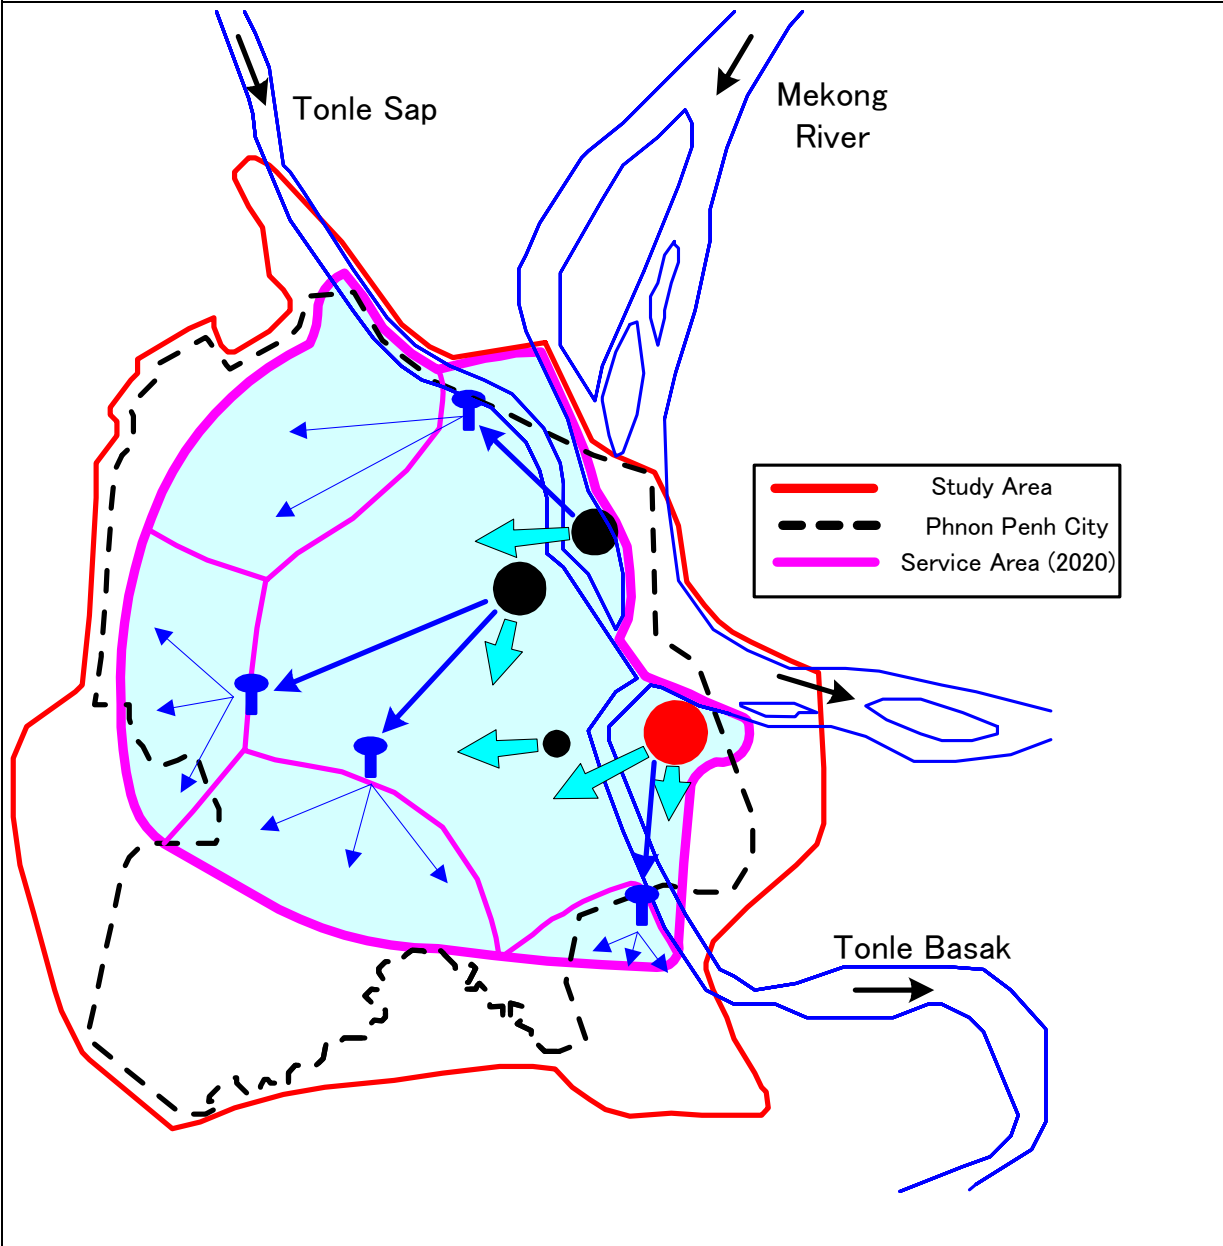 Tonle Sap
Mekong
River
Study Area
Phnon Penh City
Service Area (2020)
Tonle Basak